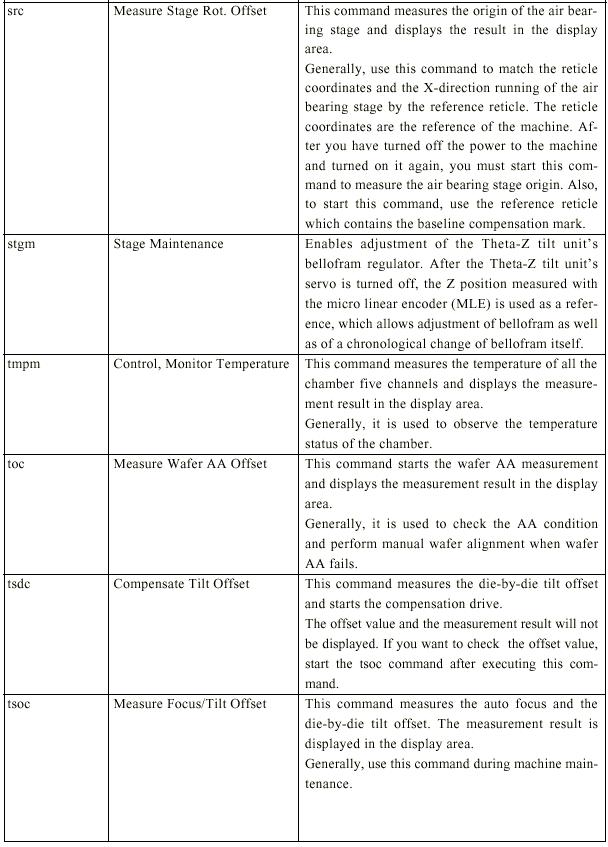 src Measure Stage Rot. Offset This command measures the origin of the air bear-
ing stage and displays the result in the display
area.
Generally, use this command to match the reticle
coordinates and the X-direction running of the air
bearing stage by the reference reticle. The reticle
coordinates are the reference of the machine. Af-
ter you have turned off the power to the machine
and turned on it again, you must start this com-
mand to measure the air bearing stage origin. Also,
to start this command, use the reference reticle
which contains the baseline compensation mark.
stgm Stage Maintenance Enables adjustment of the Theta-Z tilt unit's
bellofram regulator. After the Theta-Z tilt unit's
servo is turned off, the Z position measured with
the micro linear encoder (MLE) is used as a refer-
ence, which allows adjustment of bellofram as well
as of a chronological change of bellofram itself.
tmpm Control, Monitor Temperature This command measures the temperature of all the
chamber five channels and displays the measure-
ment result in the display area.
Generally, it is used to observe the temperature
status of the chamber.
toc Measure Wafer AA Offset This command starts the wafer AA measurement
and displays the measurement result in the display
area.
Generally, it is used to check the AA condition
and perform manual wafer alignment when wafer
AA fails.
tsdc Compensate Tilt Offset This command measures the die-by-die tilt offset
and starts the compensation drive.
The offset value and the measurement result will not
be displayed. If you want to check the offset value,
start the tsoc command after executing this com-
mand.
tsoc Measure Focus/Tilt Offset This command measures the auto focus and the
die-by-die tilt offset. The measurement result is
displayed in the display area.
Generally, use this command during machine main-
tenance.